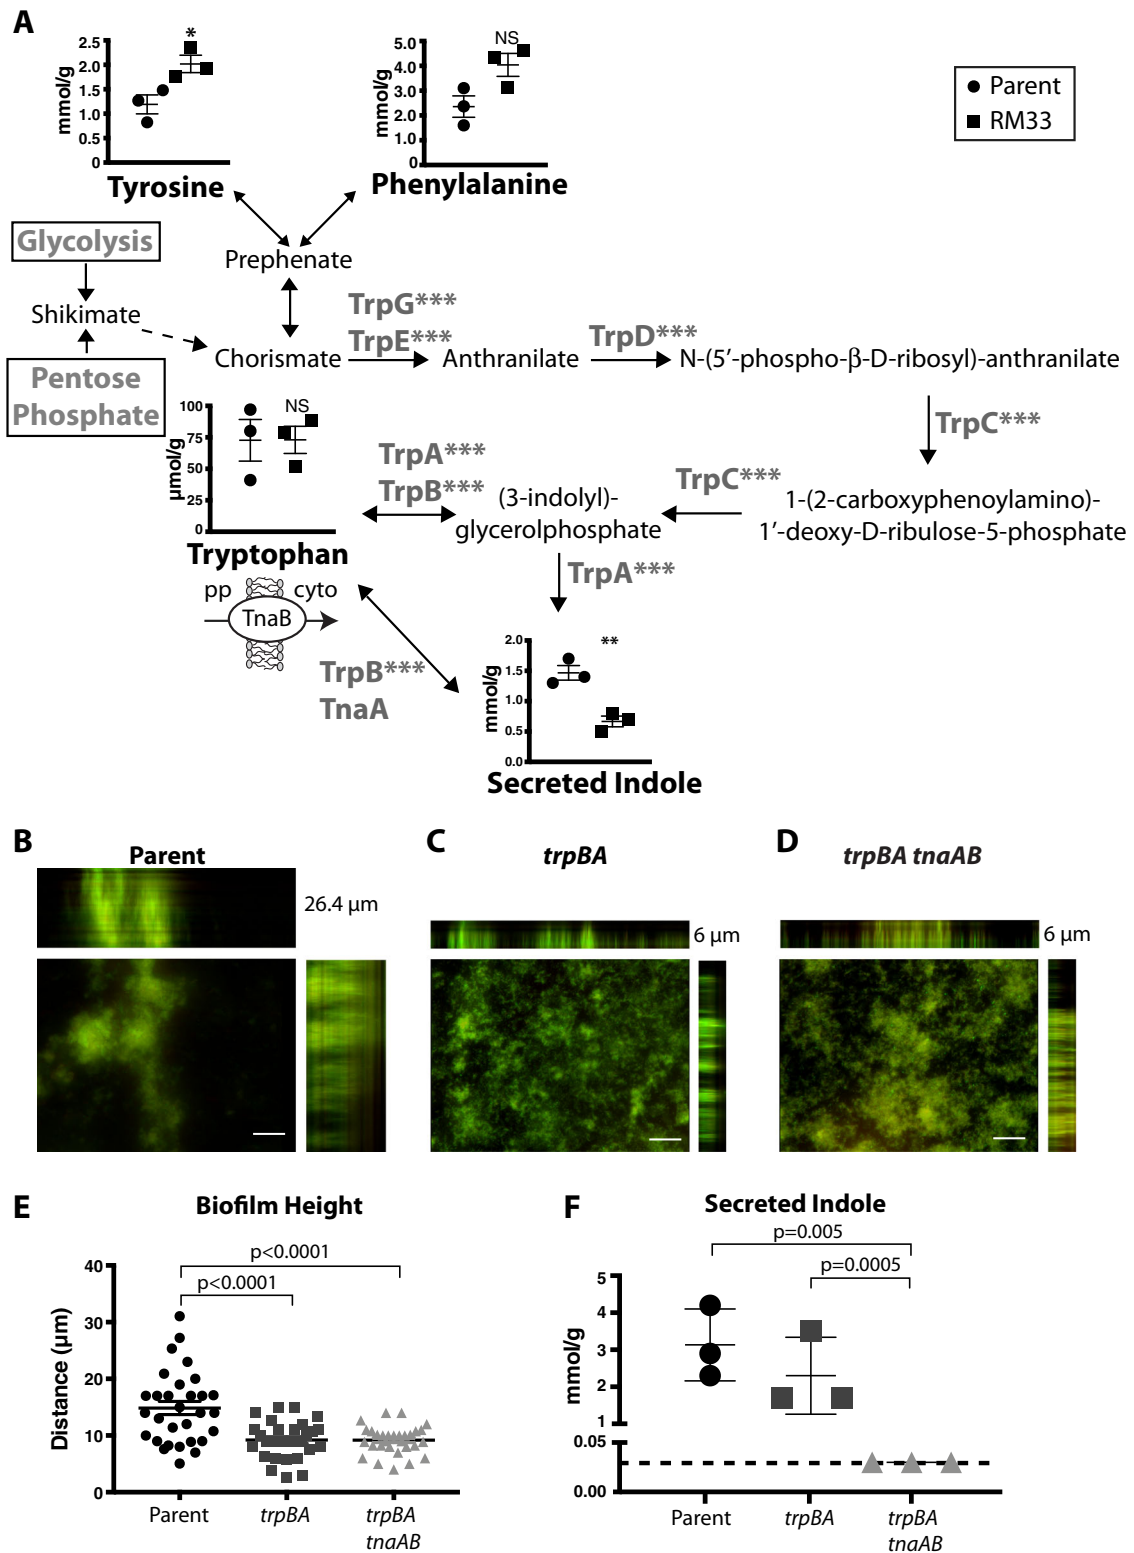 A
2.5
2.0
1.5
1.0
0.5
0
mmol/g
*
Tyrosine
5.0
4.0
3.0
2.0
1.0
0
mmol/g
NS
Phenylalanine
Parent
RM33
Glycolysis
Shikimate
Pentose
Phosphate
Prephenate
Chorismate
TrpG***
TrpE***
Anthranilate
TrpD***
N-(5′-phospho-β-D-ribosyl)-anthranilate
TrpC***
1-(2-carboxyphenoylamino)-
1′-deoxy-D-ribulose-5-phosphate
TrpC***
(3-indolyl)-
glycerolphosphate
TrpA***
TrpB***
100
75
50
25
0
µmol/g
NS
Tryptophan
pp
cyto
TnaB
TrpA***
TrpB***
TnaA
2.0
1.5
1.0
0.5
0.0
mmol/g
**
Secreted Indole
B
Parent
26.4 µm
C
trpBA
6 µm
D
trpBA tnaAB
6 µm
E
Biofilm Height
p<0.0001
p<0.0001
40
30
20
10
0
Distance (µm)
Parent
trpBA
trpBA
tnaAB
F
Secreted Indole
p=0.005
p=0.0005
5
4
3
2
1
0.05
0.00
mmol/g
Parent
trpBA
trpBA
tnaAB